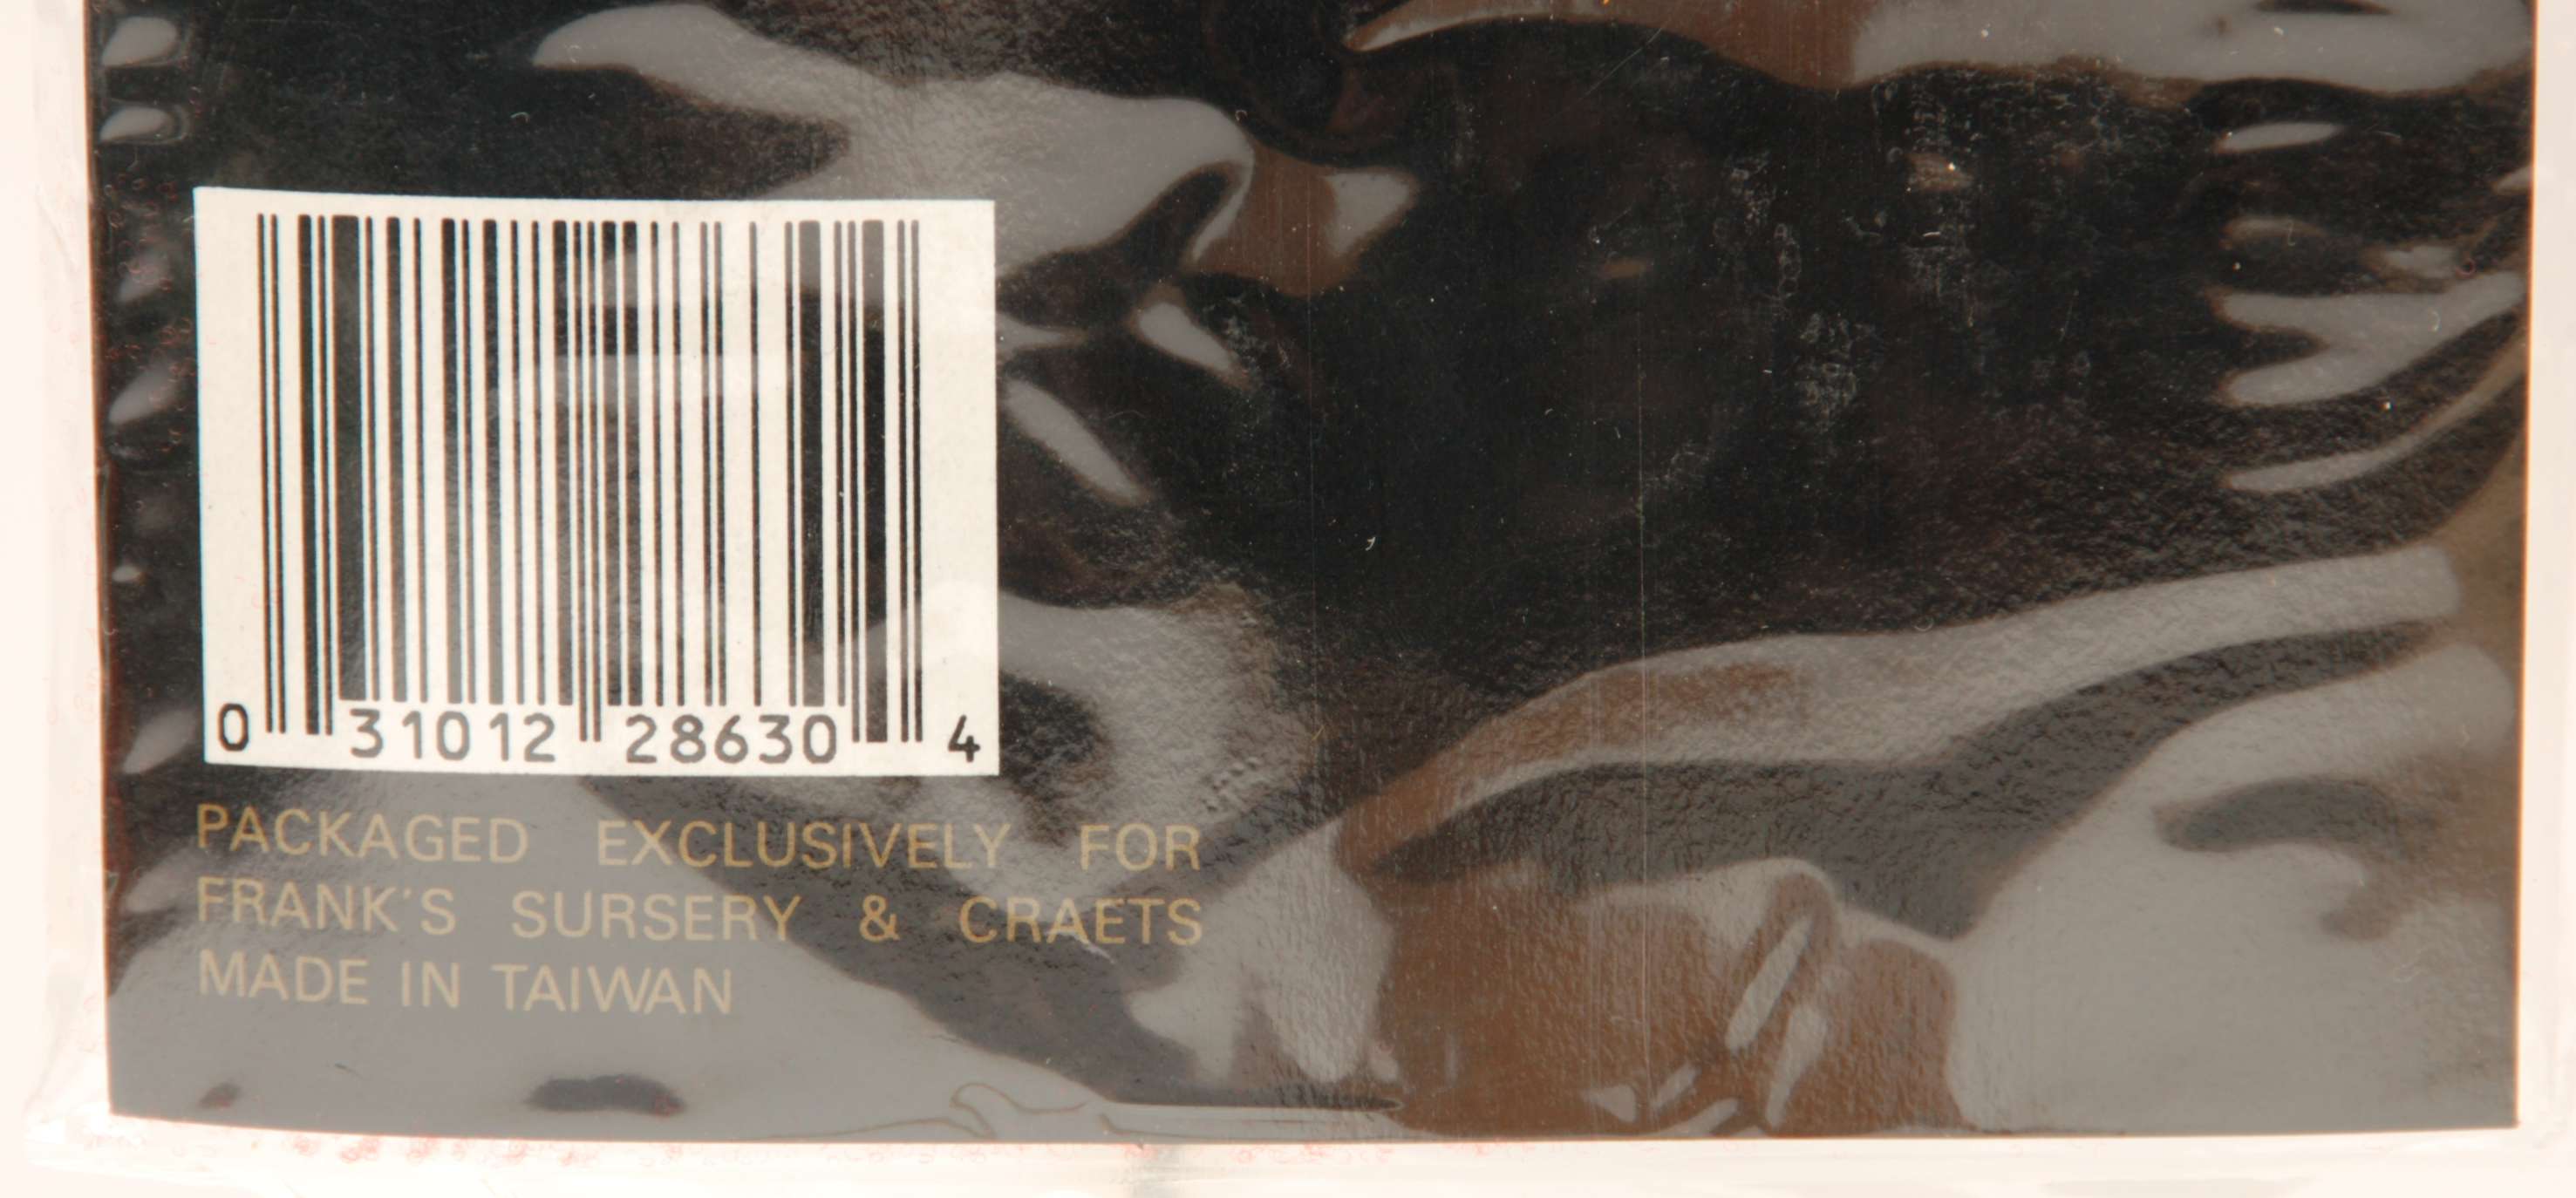 0 31012 28630 4
PACKAGED EXCLUSIVELY FOR
FRANK'S SURSERY & CRAETS
MADE IN TAIWAN